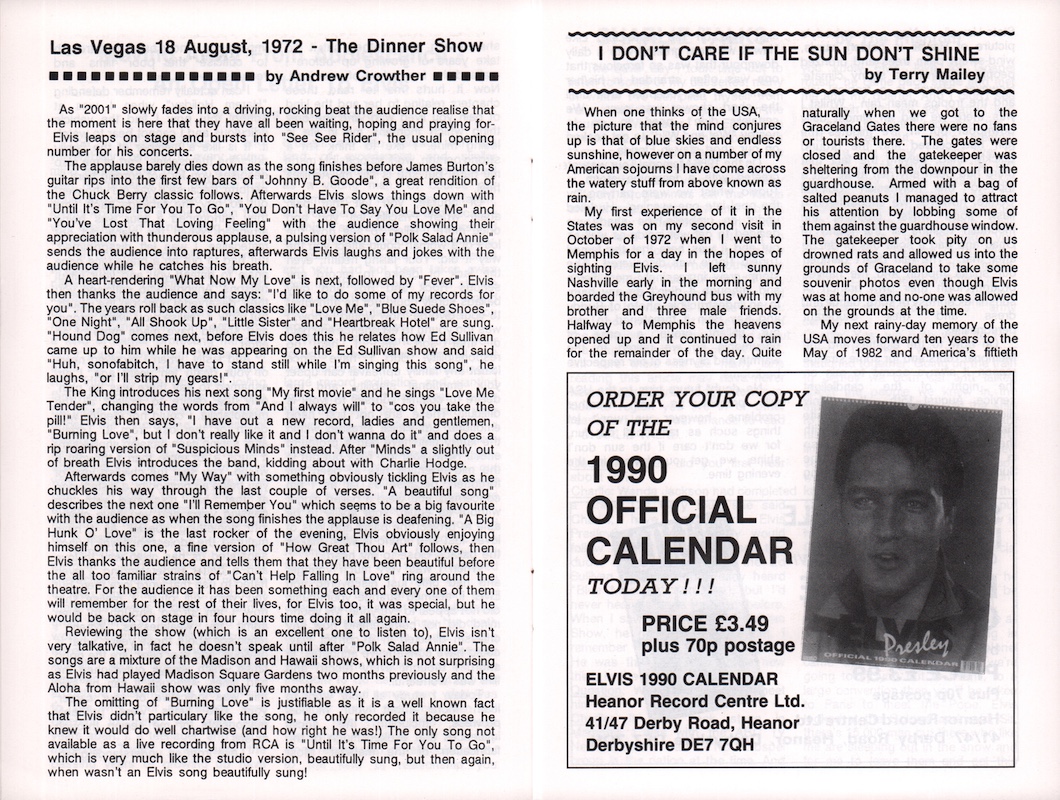 Las Vegas 18 August, 1972 - The Dinner Show
by Andrew Crowther
As "2001" slowly fades into a driving, rocking beat the audience realise that
the moment is here that they have all been waiting, hoping and praying for-
Elvis leaps on stage and bursts into "See See Rider", the usual opening
number for his concerts.
The applause barely dies down as the song finishes before James Burton's
guitar rips into the first few bars of "Johnny B. Goode", a great rendition of
the Chuck Berry classic follows. Afterwards Elvis slows things down with
"Until It's Time For You To Go", "You Don't Have To Say You Love Me" and
"You've Lost That Loving Feeling" with the audience showing their
appreciation with thunderous applause, a pulsing version of "Polk Salad Annie"
sends the audience into raptures, afterwards Elvis laughs and jokes with the
audience while he catches his breath.
A heart-rendering "What Now My Love" is next, followed by "Fever". Elvis
then thanks the audience and says: "I'd like to do some of my records for
you". The years roll back as such classics like "Love Me", "Blue Suede Shoes",
"One Night", "All Shook Up", "Little Sister" and "Heartbreak Hotel" are sung.
"Hound Dog" comes next, before Elvis does this he relates how Ed Sullivan
came up to him while he was appearing on the Ed Sullivan show and said
"Huh, sonofabitch, I have to stand still while I'm singing this song", he
laughs, "or I'll strip my gears!".
The King introduces his next song "My first movie" and he sings "Love Me
Tender", changing the words from "And I always will" to "cos you take the
pill!" Elvis then says, "I have out a new record, ladies and gentlemen,
"Burning Love", but I don't really like it and I don't wanna do it" and does a
rip roaring version of "Suspicious Minds" instead. After "Minds" a slightly out
of breath Elvis introduces the band, kidding about with Charlie Hodge.
Afterwards comes "My Way" with something obviously tickling Elvis as he
chuckles his way through the last couple of verses. "A beautiful song"
describes the next one "I'll Remember You" which seems to be a big favourite
with the audience as when the song finishes the applause is deafening. "A Big
Hunk O' Love" is the last rocker of the evening, Elvis obviously enjoying
himself on this one, a fine version of "How Great Thou Art" follows, then
Elvis thanks the audience and tells them that they have been beautiful before
the all too familiar strains of "Can't Help Falling In Love" ring around the
theatre. For the audience it has been something each and every one of them
will remember for the rest of their lives, for Elvis too, it was special, but he
would be back on stage in four hours time doing it all again.
Reviewing the show (which is an excellent one to listen to), Elvis isn't
very talkative, in fact he doesn't speak until after "Polk Salad Annie". The
songs are a mixture of the Madison and Hawaii shows, which is not surprising
as Elvis had played Madison Square Gardens two months previously and the
Aloha from Hawaii show was only five months away.
The omitting of "Burning Love" is justifiable as it is a well known fact
that Elvis didn't particulary like the song, he only recorded it because he
knew it would do well chartwise (and how right he was!) The only song not
available as a live recording from RCA is "Until It's Time For You To Go",
which is very much like the studio version, beautifully sung, but then again,
when wasn't an Elvis song beautifully sung!
I DON'T CARE IF THE SUN DON'T SHINE
by Terry Mailey
When one thinks of the USA,
the picture that the mind conjures
up is that of blue skies and endless
sunshine, however on a number of my
American sojourns I have come across
the watery stuff from above known as
rain.
My first experience of it in the
States was on my second visit in
October of 1972 when I went to
Memphis for a day in the hopes of
sighting Elvis. I left sunny
Nashville early in the morning and
boarded the Greyhound bus with my
brother and three male friends.
Halfway to Memphis the heavens
opened up and it continued to rain
for the remainder of the day. Quite
naturally when we got to the
Graceland Gates there were no fans
or tourists there. The gates were
closed and the gatekeeper was
sheltering from the downpour in the
guardhouse. Armed with a bag of
salted peanuts I managed to attract
his attention by lobbing some of
them against the guardhouse window.
The gatekeeper took pity on us
drowned rats and allowed us into the
grounds of Graceland to take some
souvenir photos even though Elvis
was at home and no-one was allowed
on the grounds at the time.
My next rainy-day memory of the
USA moves forward ten years to the
May of 1982 and America's fiftieth
ORDER YOUR COPY
OF THE
1990
OFFICIAL
CALENDAR
TODAY!!!
PRICE £3.49
plus 70p postage
ELVIS 1990 CALENDAR
Heanor Record Centre Ltd.
41/47 Derby Road, Heanor
Derbyshire DE7 7QH
Presley
OFFICIAL 1990 CALENDAR